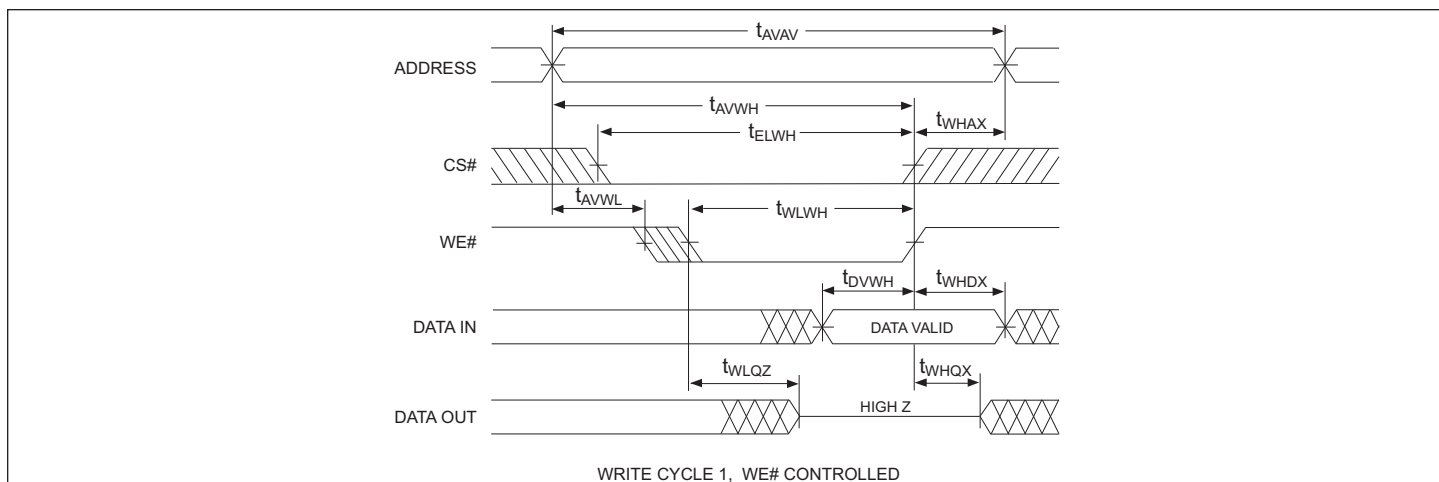 tAVAV
ADDRESS
tAVWH
tELWH
tWHAX
CS#
tAVWL
tWLWH
WE#
tDVWH
tWHDX
DATA IN
DATA VALID
tWLQZ
tWHQX
DATA OUT
HIGH Z
WRITE CYCLE 1, WE# CONTROLLED